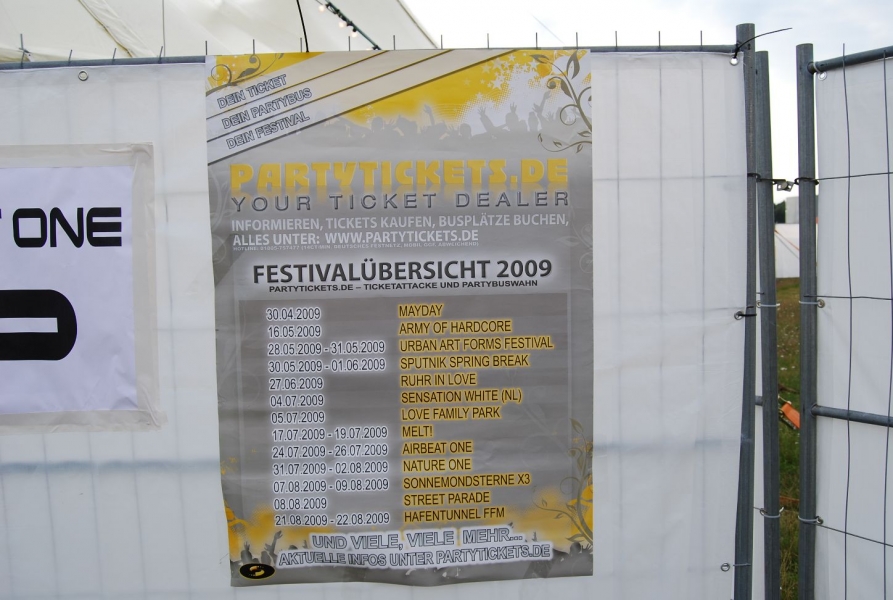 DEIN TICKET
DEIN PARTYBUS
DEIN FESTIVAL
PARTYTICKETS.DE
YOUR TICKET DEALER
INFORMIEREN, TICKETS KAUFEN, BUSPLÄTZE BUCHEN,
ALLES UNTER: WWW.PARTYTICKETS.DE
FESTIVALÜBERSICHT 2009
PARTYTICKETS.DE – TICKETATTACKE UND PARTYBUSWAHN
30.04.2009 MAYDAY
16.05.2009 ARMY OF HARDCORE
28.05.2009 - 31.05.2009 URBAN ART FORMS FESTIVAL
30.05.2009 - 01.06.2009 SPUTNIK SPRING BREAK
27.06.2009 RUHR IN LOVE
04.07.2009 SENSATION WHITE (NL)
05.07.2009 LOVE FAMILY PARK
17.07.2009 - 19.07.2009 MELT!
24.07.2009 - 26.07.2009 AIRBEAT ONE
31.07.2009 - 02.08.2009 NATURE ONE
07.08.2009 - 09.08.2009 SONNEMONDSTERNE X3
08.08.2009 STREET PARADE
21.08.2009 - 22.08.2009 HAFENTUNNEL FFM
UND VIELE, VIELE MEHR...
AKTUELLE INFOS UNTER PARTYTICKETS.DE
ONE